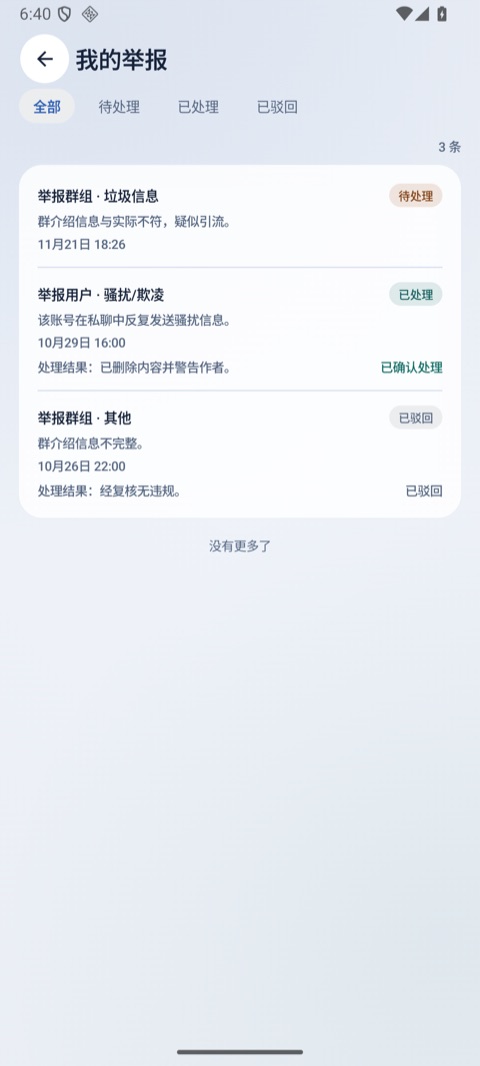 6:40
我的举报
全部 待处理 已处理 已驳回
3 条
举报群组 · 垃圾信息 待处理
群介绍信息与实际不符，疑似引流。
11月21日 18:26
举报用户 · 骚扰/欺凌 已处理
该账号在私聊中反复发送骚扰信息。
10月29日 16:00
处理结果：已删除内容并警告作者。 已确认处理
举报群组 · 其他 已驳回
群介绍信息不完整。
10月26日 22:00
处理结果：经复核无违规。 已驳回
没有更多了